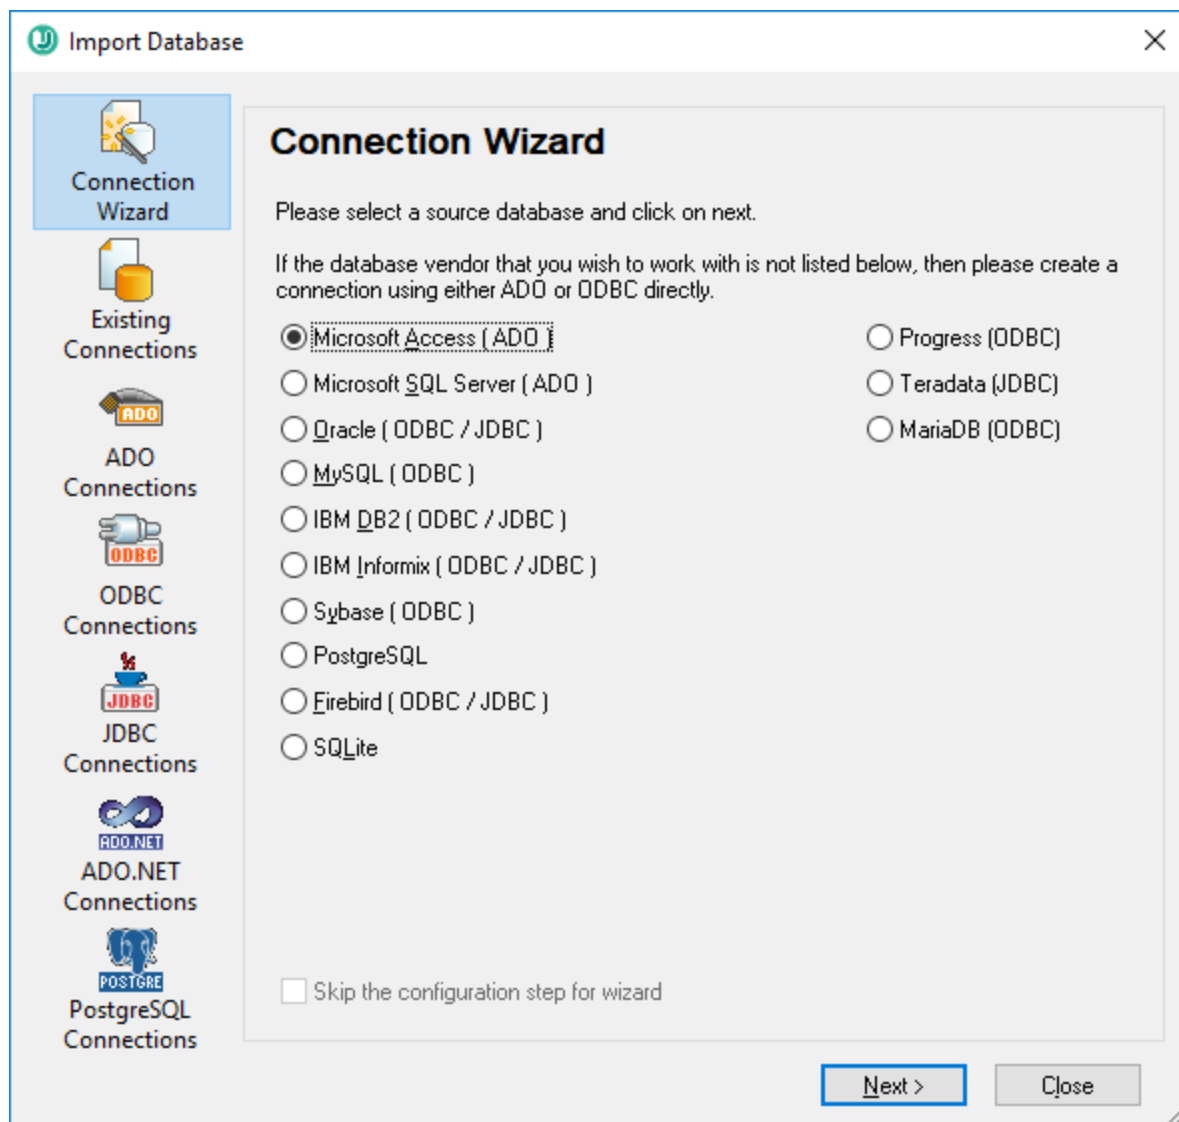 Import Database
Connection
Wizard
Existing
Connections
ADO
ADO
Connections
ODBC
ODBC
Connections
JDBC
JDBC
Connections
ADO.NET
ADO.NET
Connections
POSTGRE
PostgreSQL
Connections
Connection Wizard
Please select a source database and click on next.
If the database vendor that you wish to work with is not listed below, then please create a
connection using either ADO or ODBC directly.
Microsoft Access ( ADO )
Microsoft SQL Server ( ADO )
Oracle ( ODBC / JDBC )
MySQL ( ODBC )
IBM DB2 ( ODBC / JDBC )
IBM Informix ( ODBC / JDBC )
Sybase ( ODBC )
PostgreSQL
Firebird ( ODBC / JDBC )
SQLite
Progress (ODBC)
Teradata (JDBC)
MariaDB (ODBC)
Skip the configuration step for wizard
Next >
Close